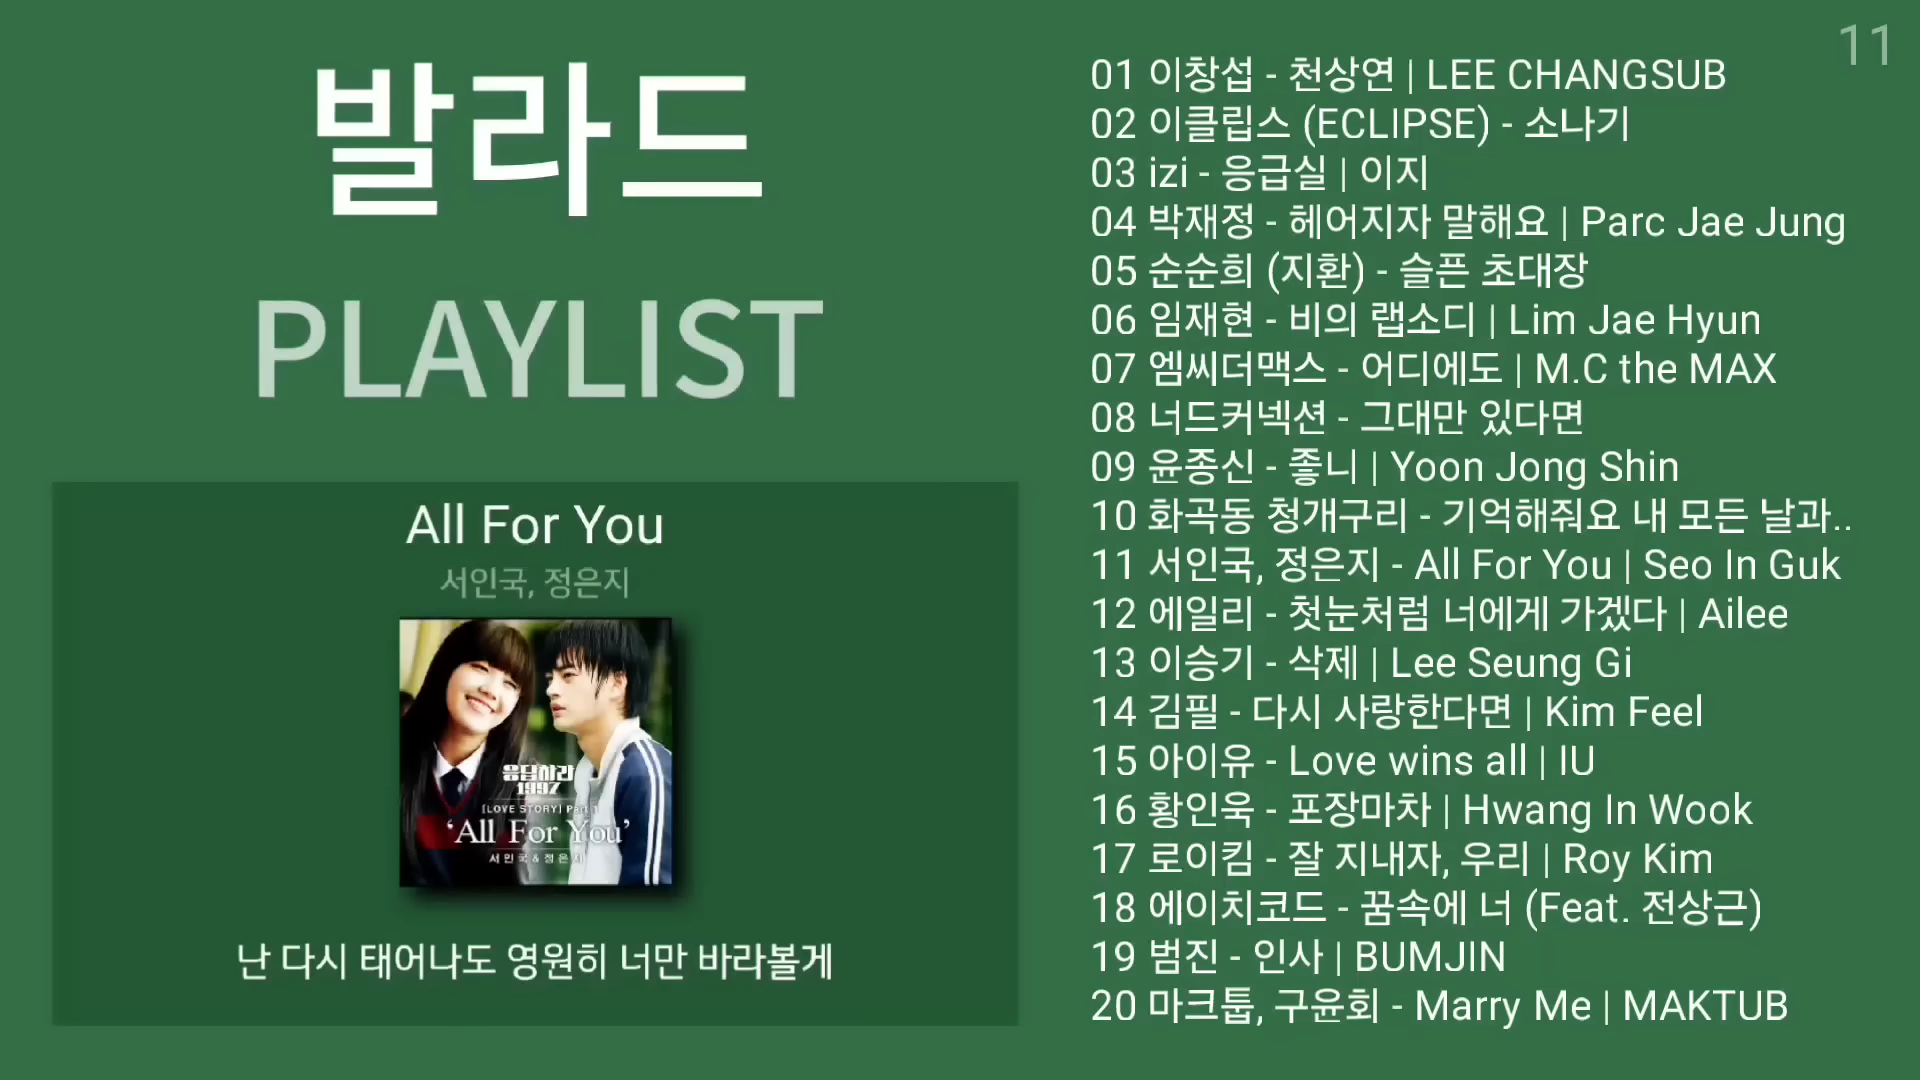 발라드
PLAYLIST
All For You
서인국, 정은지
응답하라
1997
[LOVE STORY] Part 1
‘All For You’
서인국&정은지
난 다시 태어나도 영원히 너만 바라볼게
11
01 이창섭 - 천상연 | LEE CHANGSUB
02 이클립스 (ECLIPSE) - 소나기
03 izi - 응급실 | 이지
04 박재정 - 헤어지자 말해요 | Parc Jae Jung
05 순순희 (지환) - 슬픈 초대장
06 임재현 - 비의 랩소디 | Lim Jae Hyun
07 엠씨더맥스 - 어디에도 | M.C the MAX
08 너드커넥션 - 그대만 있다면
09 윤종신 - 좋니 | Yoon Jong Shin
10 화곡동 청개구리 - 기억해줘요 내 모든 날과..
11 서인국, 정은지 - All For You | Seo In Guk
12 에일리 - 첫눈처럼 너에게 가겠다 | Ailee
13 이승기 - 삭제 | Lee Seung Gi
14 김필 - 다시 사랑한다면 | Kim Feel
15 아이유 - Love wins all | IU
16 황인욱 - 포장마차 | Hwang In Wook
17 로이킴 - 잘 지내자, 우리 | Roy Kim
18 에이치코드 - 꿈속에 너 (Feat. 전상근)
19 범진 - 인사 | BUMJIN
20 마크툽, 구윤회 - Marry Me | MAKTUB